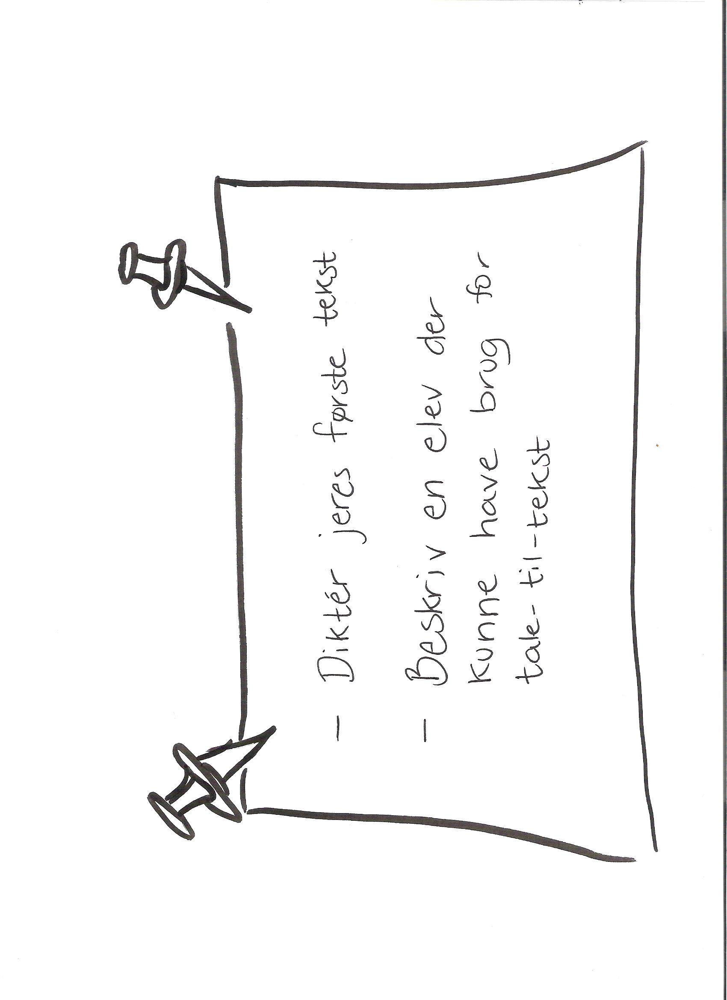 - Diktér jeres første tekst
- Beskriv en elev der
kunne have brug for
tale-til-tekst